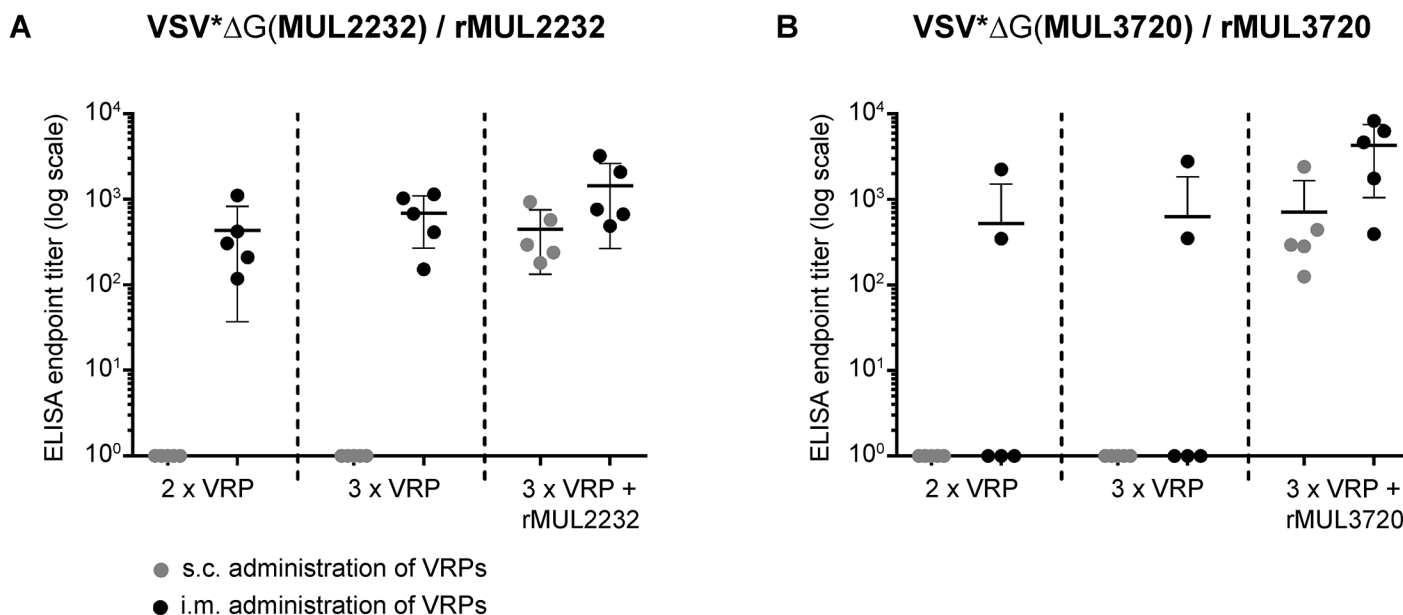 A VSV*ΔG(MUL2232) / rMUL2232
ELISA endpoint titer (log scale)
10⁴
10³
10²
10¹
10⁰
2 x VRP
3 x VRP
3 x VRP +
rMUL2232
s.c. administration of VRPs
i.m. administration of VRPs
B VSV*ΔG(MUL3720) / rMUL3720
ELISA endpoint titer (log scale)
10⁴
10³
10²
10¹
10⁰
2 x VRP
3 x VRP
3 x VRP +
rMUL3720